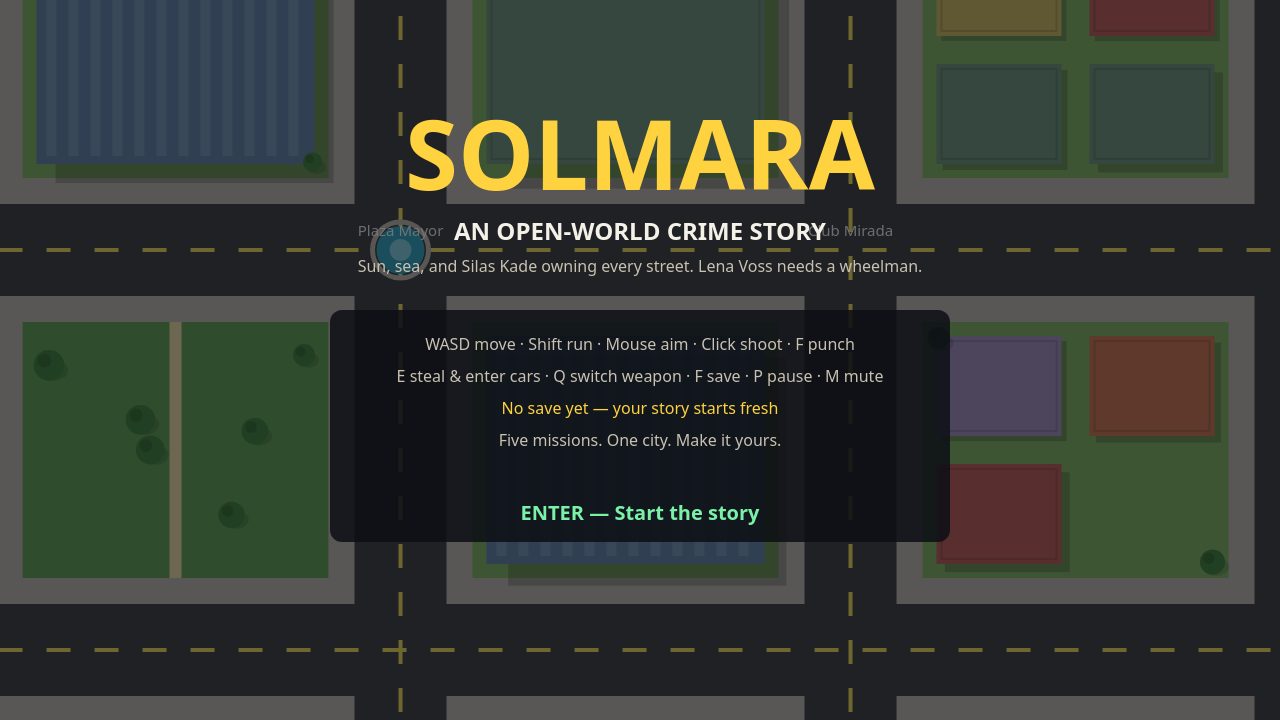 SOLMARA
Plaza Mayor
AN OPEN-WORLD CRIME STORY
Club Mirada
Sun, sea, and Silas Kade owning every street. Lena Voss needs a wheelman.
WASD move · Shift run · Mouse aim · Click shoot · F punch
E steal & enter cars · Q switch weapon · F save · P pause · M mute
No save yet — your story starts fresh
Five missions. One city. Make it yours.
ENTER — Start the story